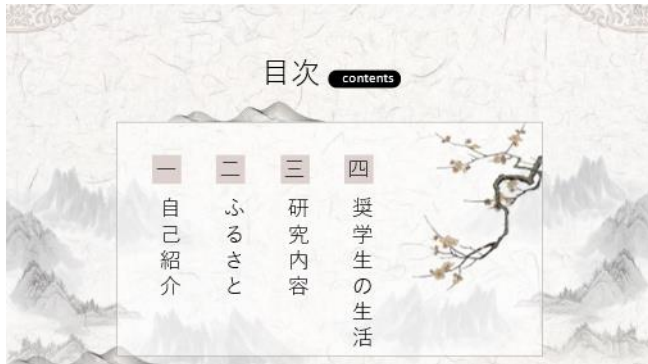 目次 contents
一 自己紹介
二 ふるさと
三 研究内容
四 奨学生の生活